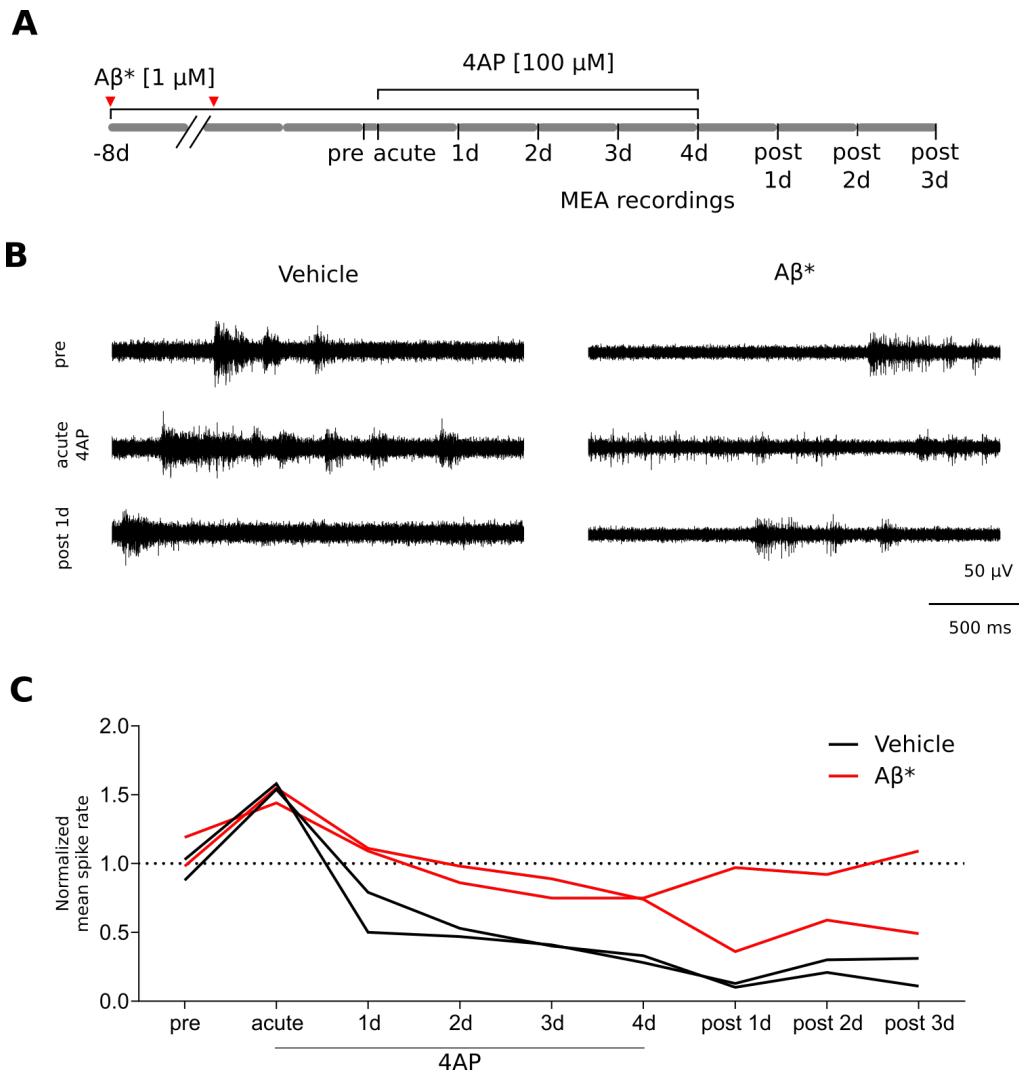 A
Aβ* [1 µM]
4AP [100 µM]
-8d
pre
acute
1d
2d
3d
4d
post
1d
post
2d
post
3d
MEA recordings
B
Vehicle
Aβ*
pre
acute
4AP
post 1d
50 µV
500 ms
C
Normalized
mean spike rate
2.0
1.5
1.0
0.5
0.0
Vehicle
Aβ*
pre
acute
1d
2d
3d
4d
post 1d
post 2d
post 3d
4AP